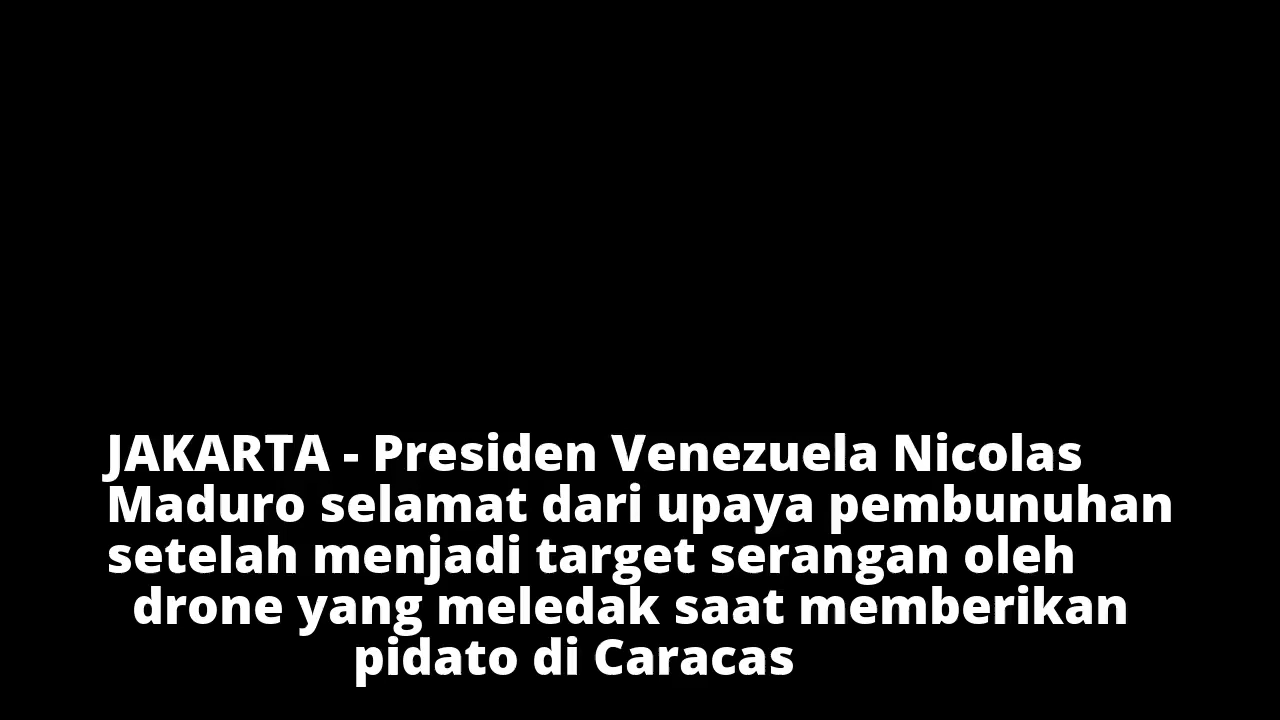 JAKARTA - Presiden Venezuela Nicolas
Maduro selamat dari upaya pembunuhan
setelah menjadi target serangan oleh
drone yang meledak saat memberikan
pidato di Caracas